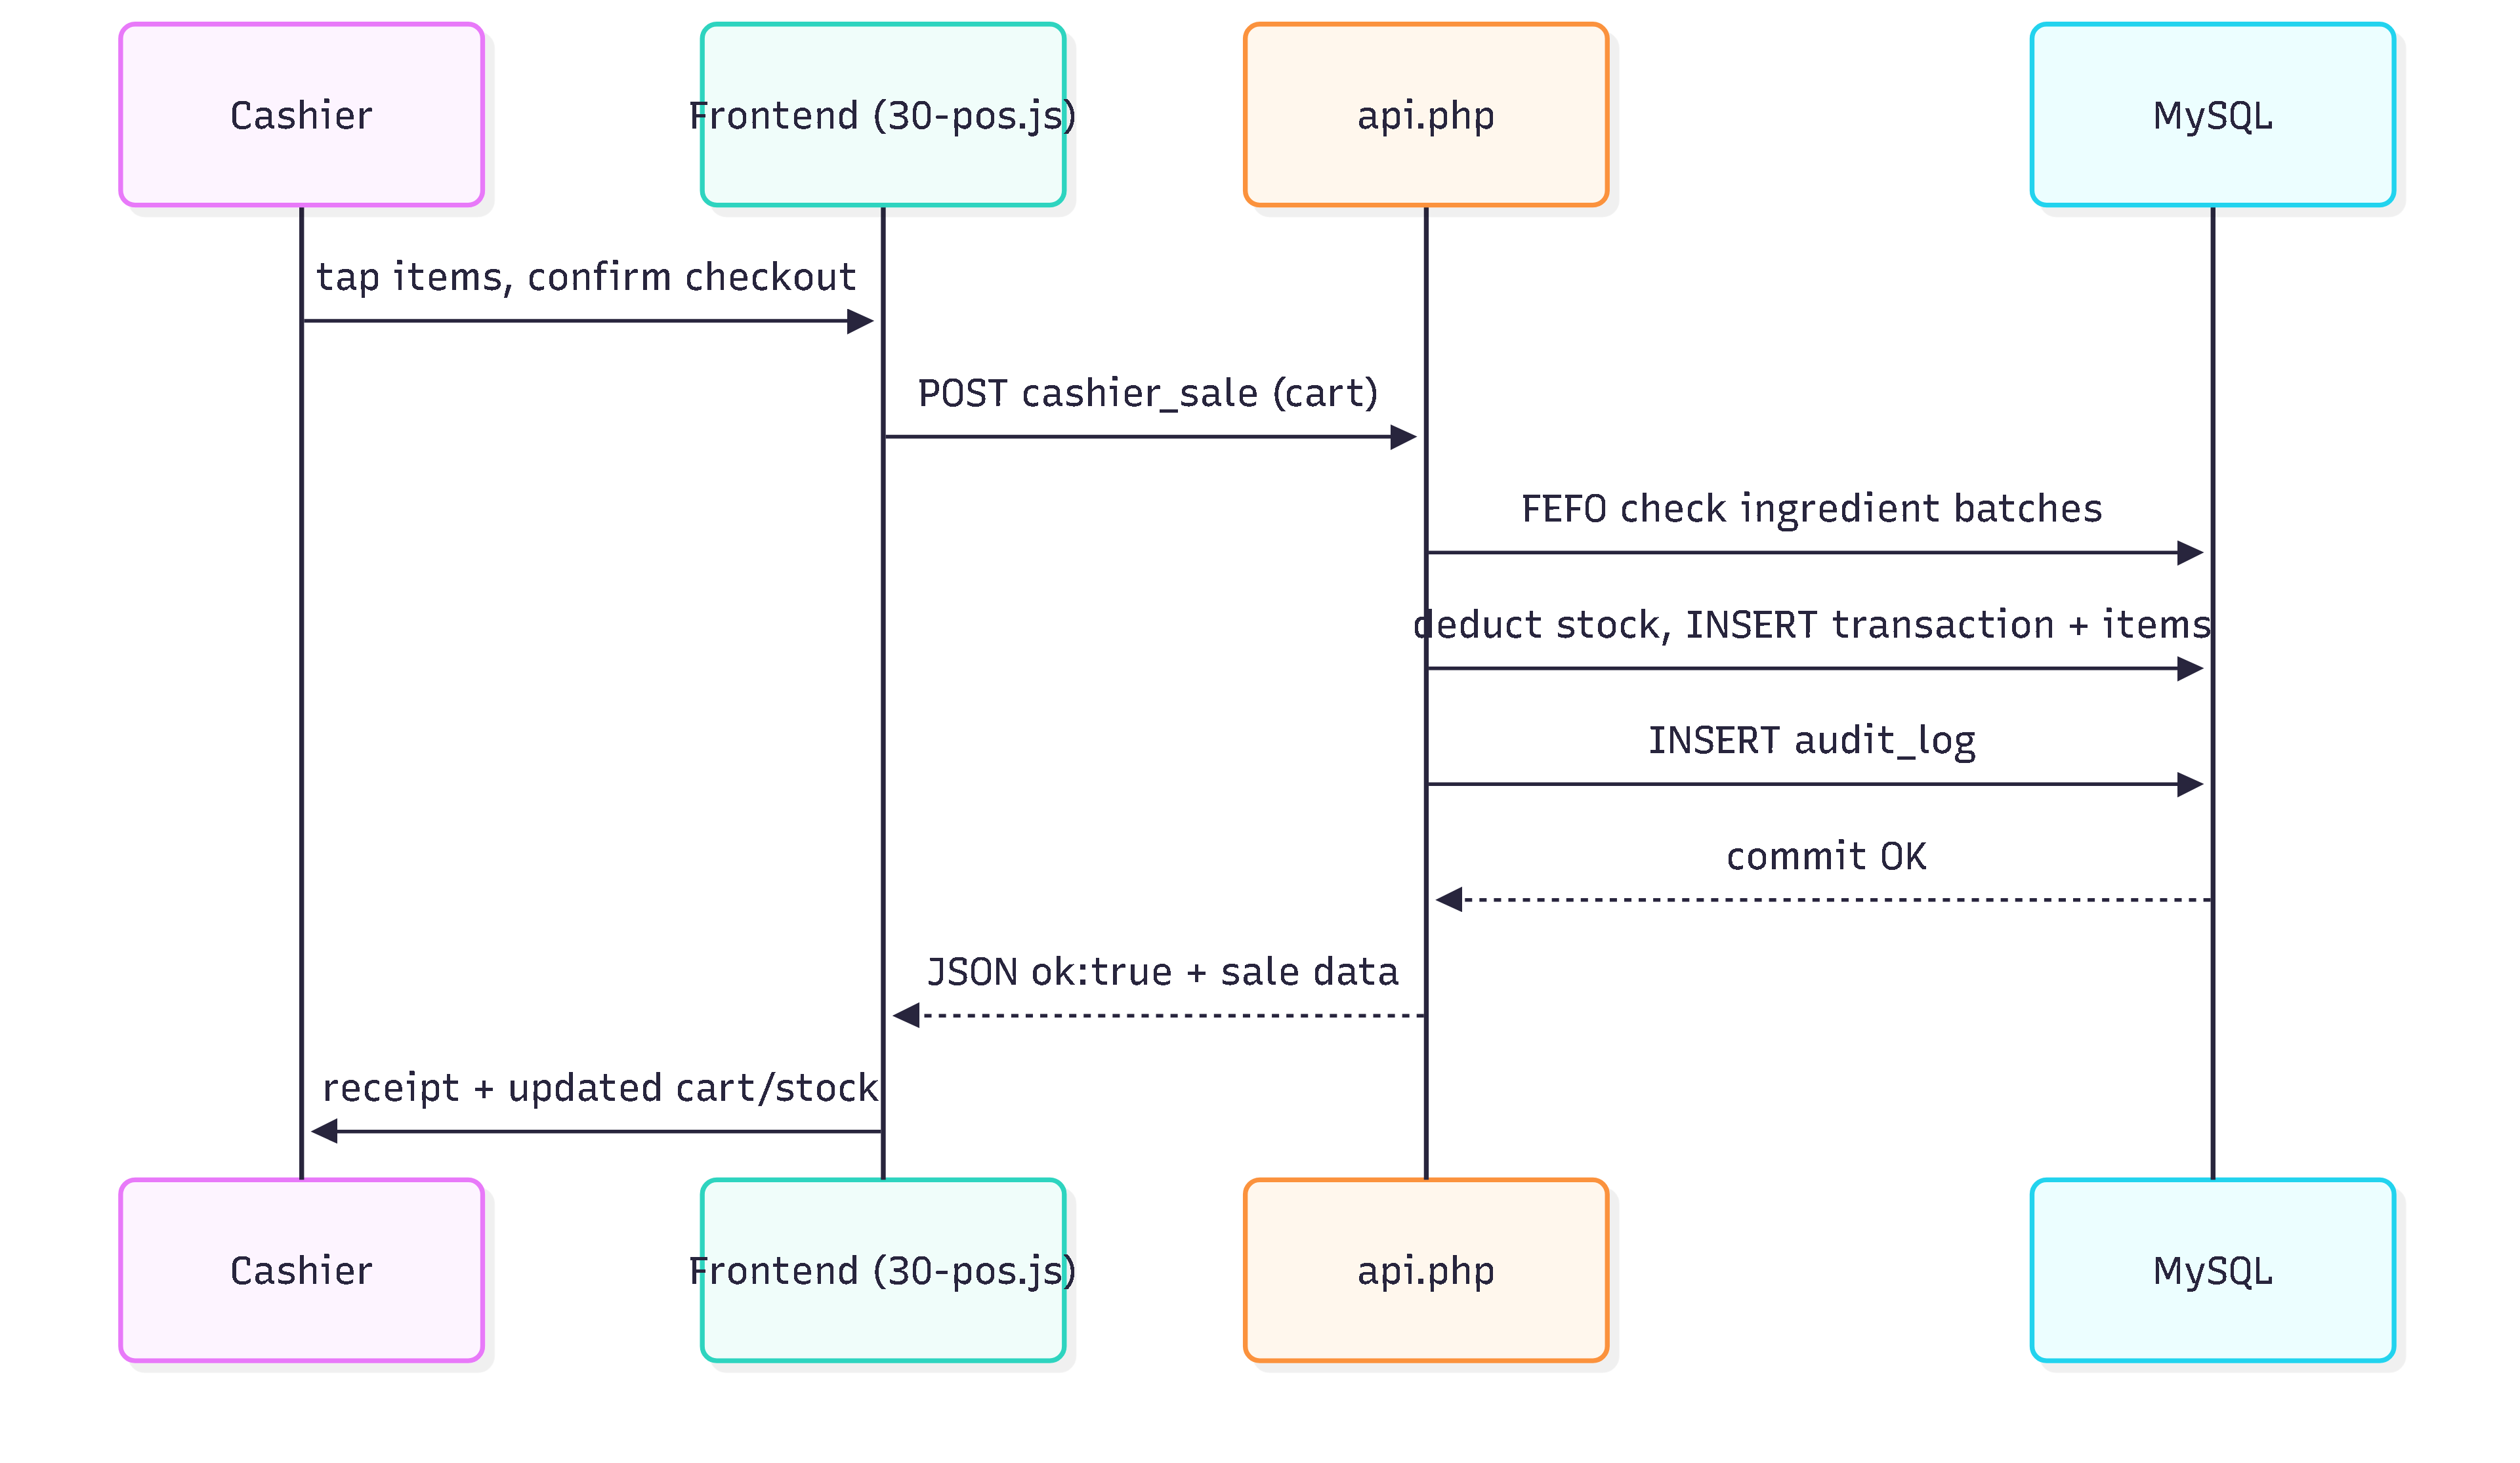 Cashier
Frontend (30-pos.js)
api.php
MySQL
tap items, confirm checkout
POST cashier_sale (cart)
FEFO check ingredient batches
deduct stock, INSERT transaction + items
INSERT audit_log
commit OK
JSON ok:true + sale data
receipt + updated cart/stock
Cashier
Frontend (30-pos.js)
api.php
MySQL